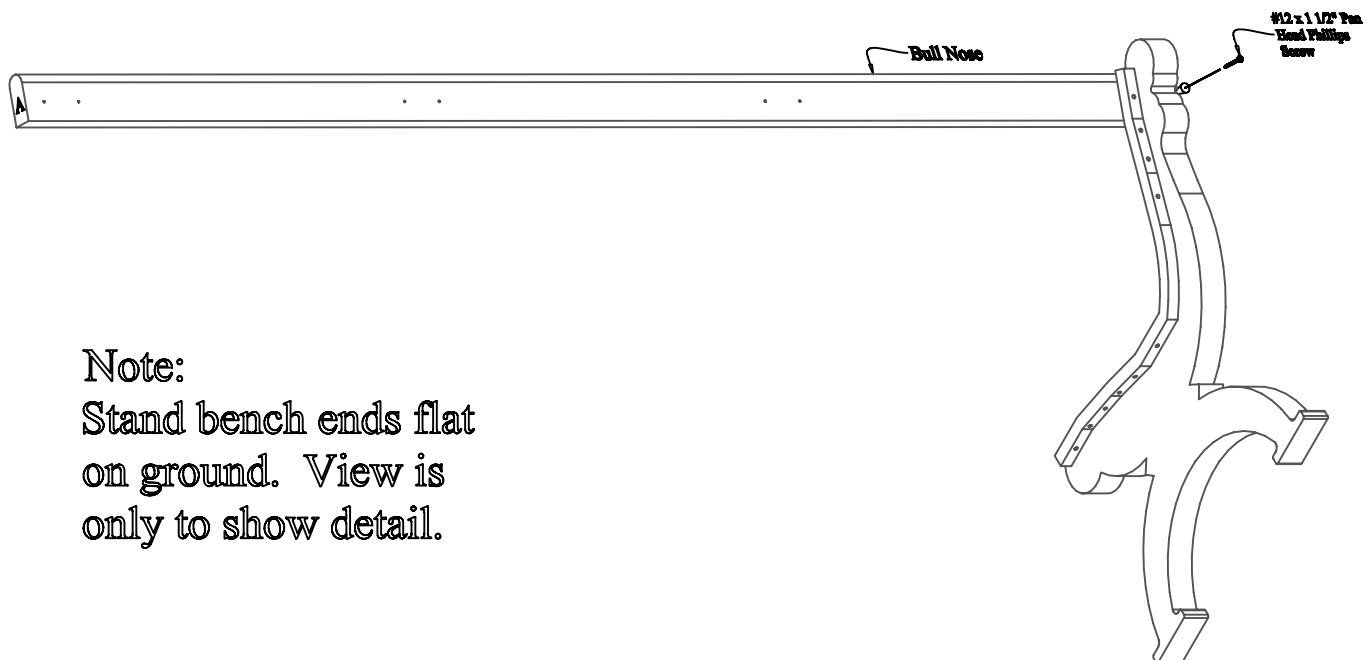 #12 x 1 1/2" Pan
Head Phillips
Screw
Bull Nose
A
Note:
Stand bench ends flat
on ground. View is
only to show detail.